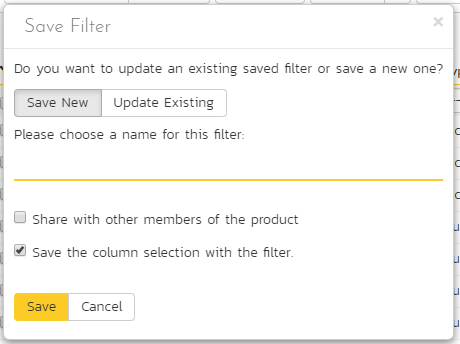 Save Filter
×
Do you want to update an existing saved filter or save a new one?
Save New Update Existing
Please choose a name for this filter:
Share with other members of the product
Save the column selection with the filter.
Save Cancel